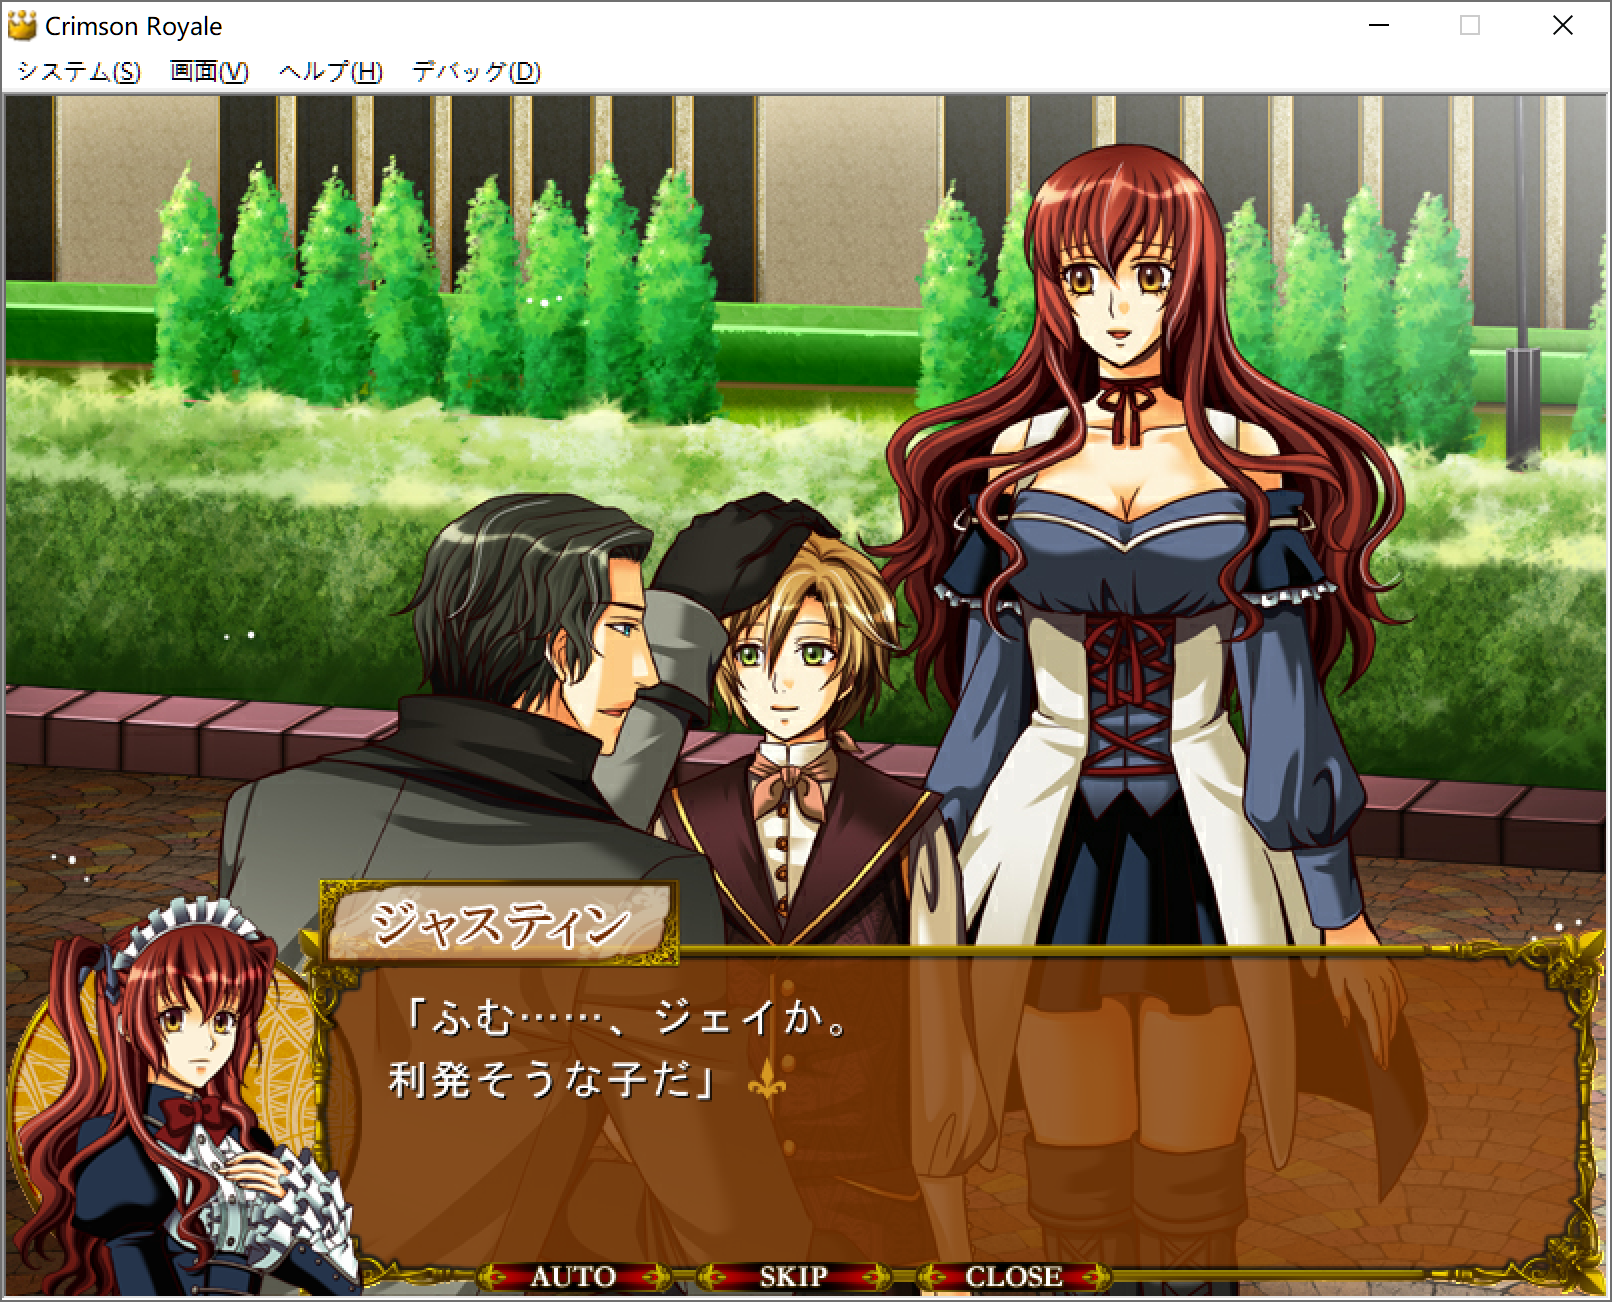 Crimson Royale
システム(S) 画面(V) ヘルプ(H) デバッグ(D)
ジャスティン
「ふむ……、ジェイか。
利発そうな子だ」
AUTO SKIP CLOSE